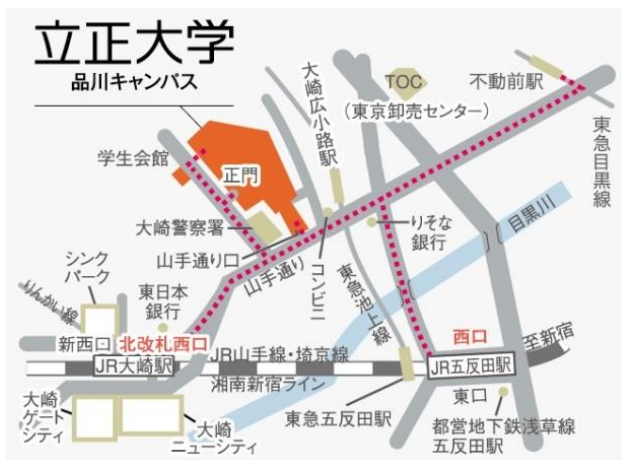 立正大学
品川キャンパス
学生会館
正門
大崎広小路駅
TOC
（東京卸売センター）
不動前駅
東急目黒線
大崎警察署
山手通り口
山手通り
コンビニ
りそな
銀行
目黒川
東急池上線
シンク
パーク
りんかい線
東日本
銀行
新西口
北改札西口
JR大崎駅
JR山手線・埼京線
湘南新宿ライン
西口
JR五反田駅
至新宿
東口
東急五反田駅
都営地下鉄浅草線
五反田駅
大崎
ゲート
シティ
大崎
ニューシティ